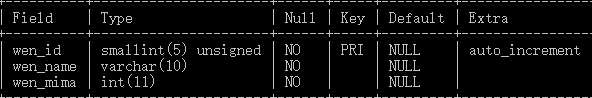 | Field | Type | Null | Key | Default | Extra |
| wen_id | smallint(5) unsigned | NO | PRI | NULL | auto_increment |
| wen_name | varchar(10) | NO | | NULL | |
| wen_mima | int(11) | NO | | NULL | |